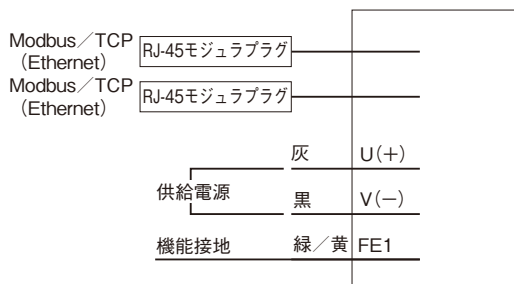 Modbus／TCP
（Ethernet）
RJ-45モジュラプラグ
Modbus／TCP
（Ethernet）
RJ-45モジュラプラグ
灰 U（+）
供給電源
黒 V（−）
機能接地 緑／黄 FE1